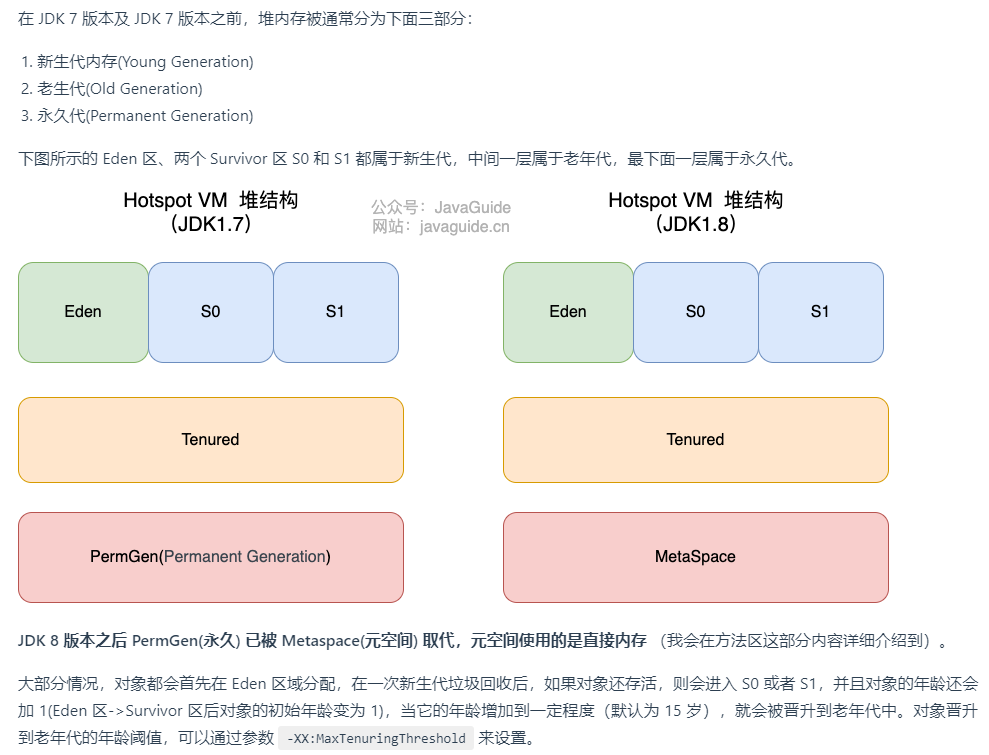 在 JDK 7 版本及 JDK 7 版本之前，堆内存被通常分为下面三部分：
1. 新生代内存(Young Generation)
2. 老生代(Old Generation)
3. 永久代(Permanent Generation)
下图所示的 Eden 区、两个 Survivor 区 S0 和 S1 都属于新生代，中间一层属于老年代，最下面一层属于永久代。
Hotspot VM 堆结构
（JDK1.7）
公众号：JavaGuide
网站：javaguide.cn
Hotspot VM 堆结构
（JDK1.8）
Eden S0 S1
Eden S0 S1
Tenured
Tenured
PermGen(Permanent Generation)
MetaSpace
JDK 8 版本之后 PermGen(永久) 已被 Metaspace(元空间) 取代，元空间使用的是直接内存 （我会在方法区这部分内容详细介绍到）。
大部分情况，对象都会首先在 Eden 区域分配，在一次新生代垃圾回收后，如果对象还存活，则会进入 S0 或者 S1，并且对象的年龄还会
加 1(Eden 区->Survivor 区后对象的初始年龄变为 1)，当它的年龄增加到一定程度（默认为 15 岁），就会被晋升到老年代中。对象晋升
到老年代的年龄阈值，可以通过参数 -XX:MaxTenuringThreshold 来设置。